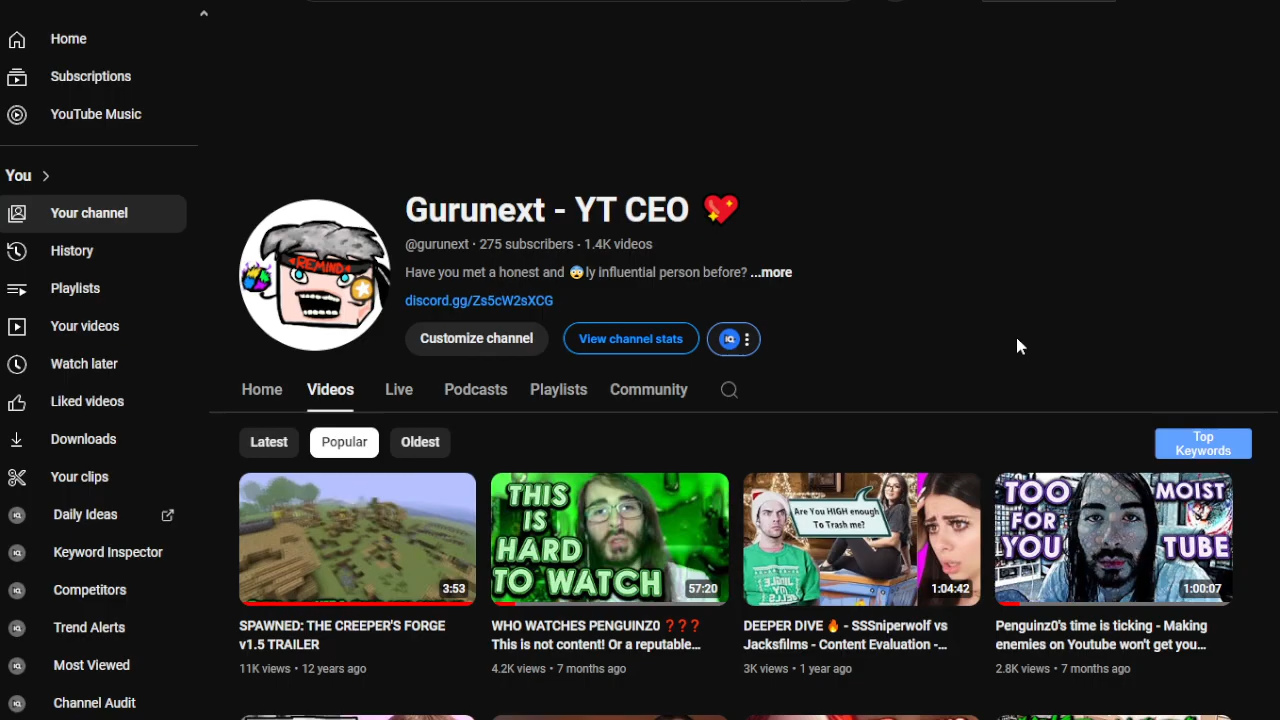 Home
Subscriptions
YouTube Music
You
Your channel
History
Playlists
Your videos
Watch later
Liked videos
Downloads
Your clips
Daily Ideas
Keyword Inspector
Competitors
Trend Alerts
Most Viewed
Channel Audit
REMIND
Gurunext - YT CEO 💖
@gurunext · 275 subscribers · 1.4K videos
Have you met a honest and 😨ly influential person before? ...more
discord.gg/Zs5cW2sXCG
Customize channel
View channel stats
Home Videos Live Podcasts Playlists Community
Latest Popular Oldest
Top
Keywords
3:53
SPAWNED: THE CREEPER'S FORGE
v1.5 TRAILER
11K views · 12 years ago
THIS
IS
HARD
TO WATCH
57:20
WHO WATCHES PENGUINZ0 ❓❓❓
This is not content! Or a reputable...
4.2K views · 7 months ago
Are You HIGH enough
To Trash me?
1:04:42
DEEPER DIVE 🔥 - SSSniperwolf vs
Jacksfilms - Content Evaluation -...
3K views · 1 year ago
TOO
FOR
YOU
MOIST
TUBE
1:00:07
Penguinz0's time is ticking - Making
enemies on Youtube won't get you...
2.8K views · 7 months ago